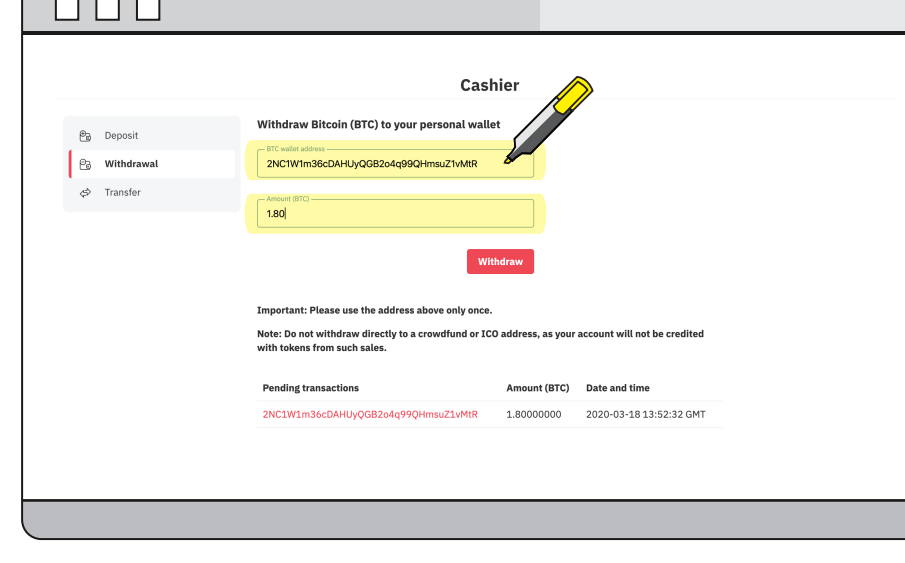 Cashier
Deposit
Withdrawal
Transfer
Withdraw Bitcoin (BTC) to your personal wallet
BTC wallet address
2NC1W1m36cDAHUyQGB2o4q99QHmsuZ1vMtR
Amount (BTC)
1.80
Withdraw
Important: Please use the address above only once.
Note: Do not withdraw directly to a crowdfund or ICO address, as your account will not be credited
with tokens from such sales.
Pending transactions Amount (BTC) Date and time
2NC1W1m36cDAHUyQGB2o4q99QHmsuZ1vMtR 1.80000000 2020-03-18 13:52:32 GMT